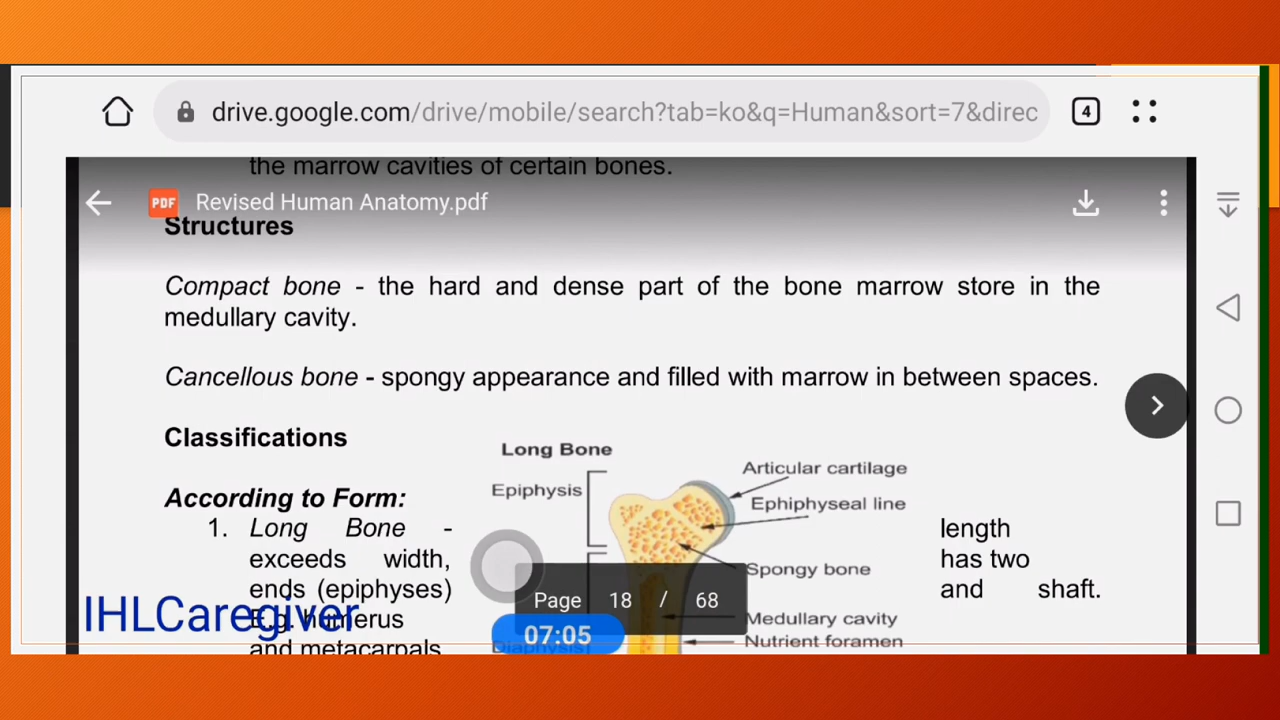 drive.google.com/drive/mobile/search?tab=ko&q=Human&sort=7&direc
4
the marrow cavities of certain bones.
PDF Revised Human Anatomy.pdf
Structures
Compact bone - the hard and dense part of the bone marrow store in the
medullary cavity.
Cancellous bone - spongy appearance and filled with marrow in between spaces.
Classifications
According to Form:
1. Long Bone - length
exceeds width, has two
ends (epiphyses) and shaft.
E.g. humerus
and metacarpals
Long Bone
Epiphysis
Articular cartilage
Ephiphyseal line
Spongy bone
Medullary cavity
Nutrient foramen
Diaphysis
Page 18 / 68
07:05
IHLCaregiver